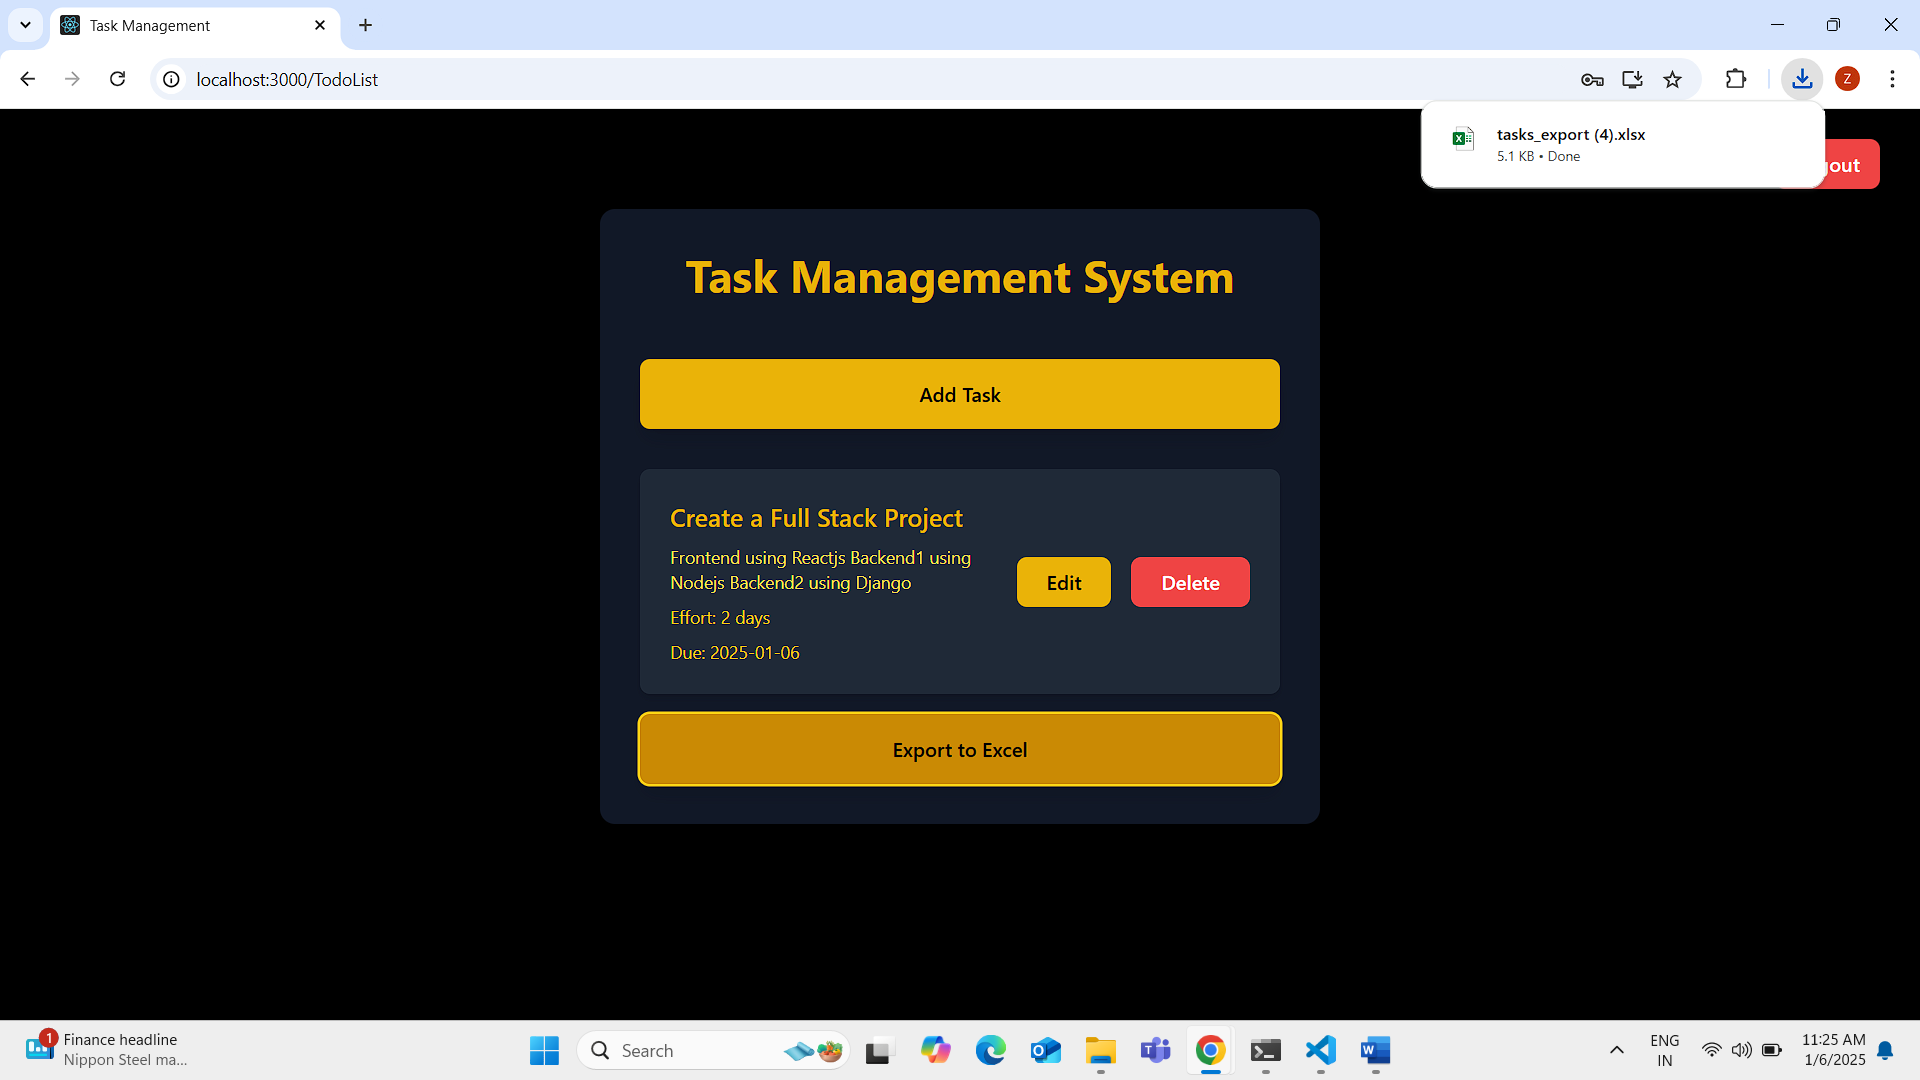 Task Management
localhost:3000/TodoList
Z
tasks_export (4).xlsx
5.1 KB • Done
out
Task Management System
Add Task
Create a Full Stack Project
Frontend using Reactjs Backend1 using
Nodejs Backend2 using Django
Effort: 2 days
Due: 2025-01-06
Edit
Delete
Export to Excel
1
Finance headline
Nippon Steel ma...
Search
ENG
IN
11:25 AM
1/6/2025